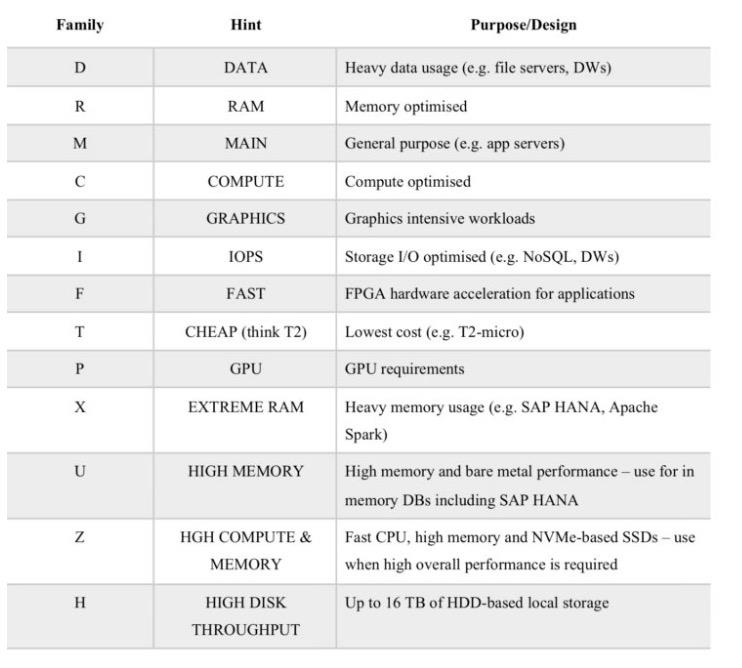 Family Hint Purpose/Design
D DATA Heavy data usage (e.g. file servers, DWs)
R RAM Memory optimised
M MAIN General purpose (e.g. app servers)
C COMPUTE Compute optimised
G GRAPHICS Graphics intensive workloads
I IOPS Storage I/O optimised (e.g. NoSQL, DWs)
F FAST FPGA hardware acceleration for applications
T CHEAP (think T2) Lowest cost (e.g. T2-micro)
P GPU GPU requirements
X EXTREME RAM Heavy memory usage (e.g. SAP HANA, Apache
Spark)
U HIGH MEMORY High memory and bare metal performance – use for in
memory DBs including SAP HANA
Z HGH COMPUTE & Fast CPU, high memory and NVMe-based SSDs – use
MEMORY when high overall performance is required
H HIGH DISK Up to 16 TB of HDD-based local storage
THROUGHPUT